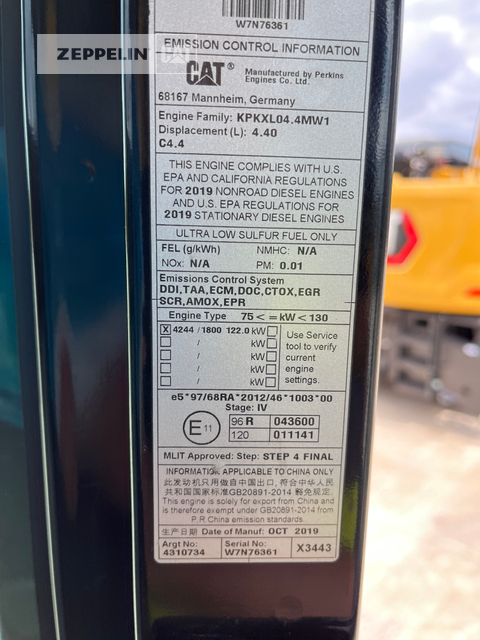 W7N76361
EMISSION CONTROL INFORMATION
ZEPPELIN CAT
CAT® Manufactured by Perkins Engines Co. Ltd.
68167 Mannheim, Germany
Engine Family: KPKXL04.4MW1
Displacement (L): 4.40
C4.4
THIS ENGINE COMPLIES WITH U.S.
EPA AND CALIFORNIA REGULATIONS
FOR 2019 NONROAD DIESEL ENGINES
AND U.S. EPA REGULATIONS FOR
2019 STATIONARY DIESEL ENGINES
ULTRA LOW SULFUR FUEL ONLY
FEL (g/kWh) NMHC: N/A
NOx: N/A PM: 0.01
Emissions Control System
DDI,TAA,ECM,DOC,CTOX,EGR
SCR,AMOX,EPR
Engine Type 75 < = kW < 130
X 4244 / 1800 122.0 kW
/ kW
/ kW
/ kW
/ kW
Use Service
tool to verify
current
engine
settings.
e5*97/68RA*2012/46*1003*00
Stage: IV
E 11
96 R 043600
120 011141
MLIT Approved: Step: STEP 4 FINAL
INFORMATION APPLICABLE TO CHINA ONLY
此发动机只用做自中国出口，符合中华人民
共和国国家标准GB20891-2014 豁免规定.
This engine is solely for export from China and
is therefore exempt under GB20891-2014 from
P.R.China emission standards.
生产日期 Date of Manuf: OCT 2019
Argt No: Serial No: X3443
4310734 W7N76361